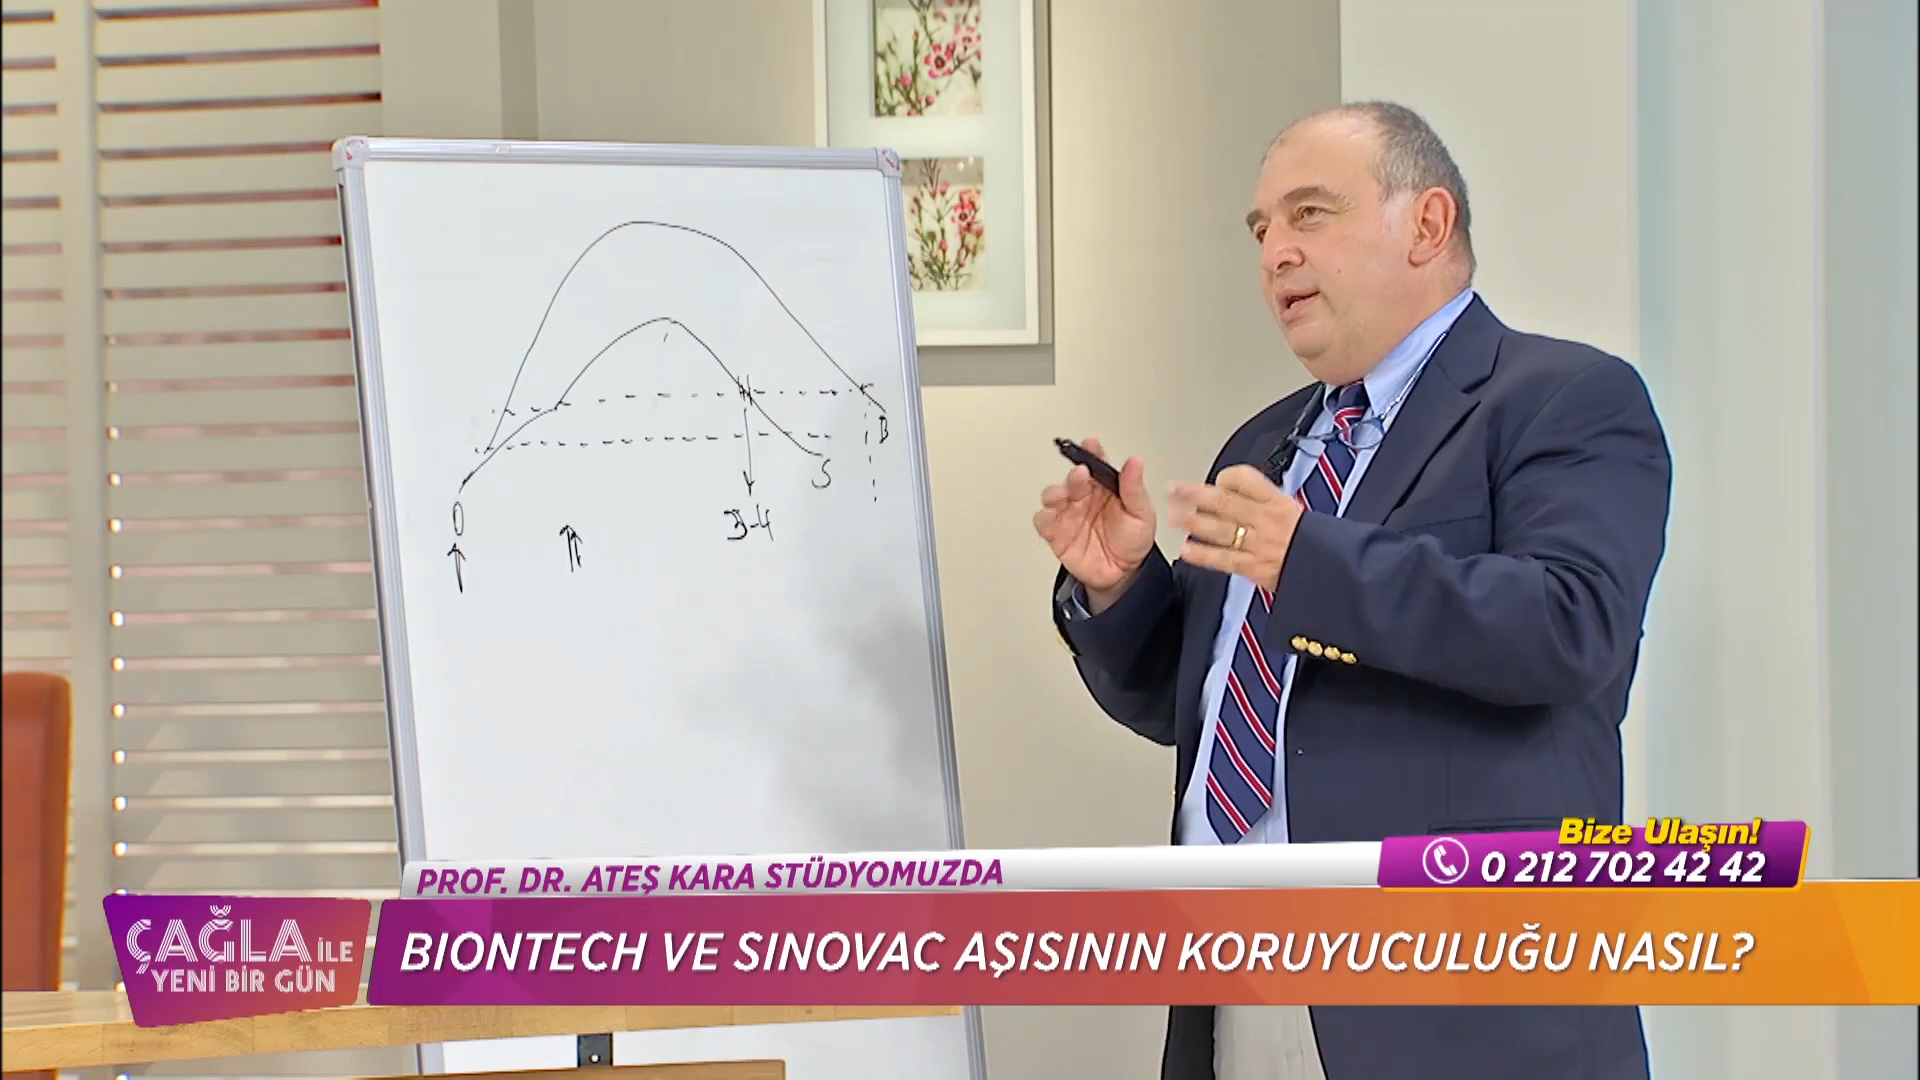 B
S
0
3-4
PROF. DR. ATEŞ KARA STÜDYOMUZDA
Bize Ulaşın!
0 212 702 42 42
ÇAĞLA İLE
YENİ BİR GÜN
BIONTECH VE SINOVAC AŞISININ KORUYUCULUĞU NASIL?